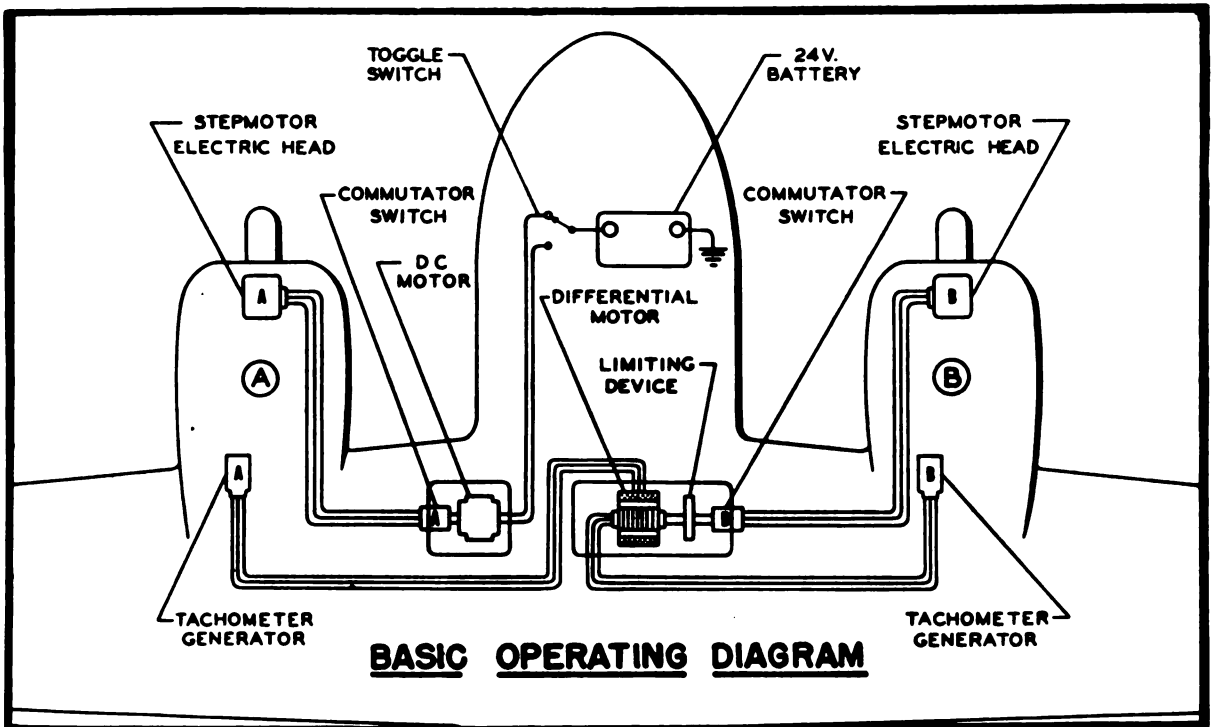 TOGGLE
SWITCH
24V.
BATTERY
STEPMOTOR
ELECTRIC HEAD
STEPMOTOR
ELECTRIC HEAD
COMMUTATOR
SWITCH
COMMUTATOR
SWITCH
DC
MOTOR
DIFFERENTIAL
MOTOR
LIMITING
DEVICE
A
B
A
B
A
B
A
B
TACHOMETER
GENERATOR
TACHOMETER
GENERATOR
BASIC OPERATING DIAGRAM